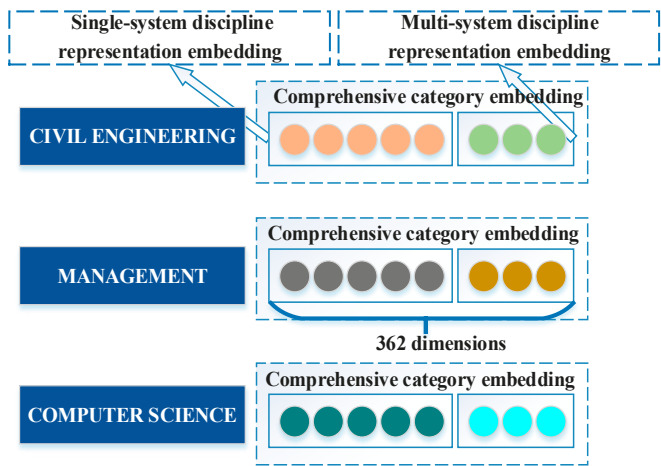 Single-system discipline
representation embedding
Multi-system discipline
representation embedding
Comprehensive category embedding
CIVIL ENGINEERING
Comprehensive category embedding
MANAGEMENT
362 dimensions
Comprehensive category embedding
COMPUTER SCIENCE